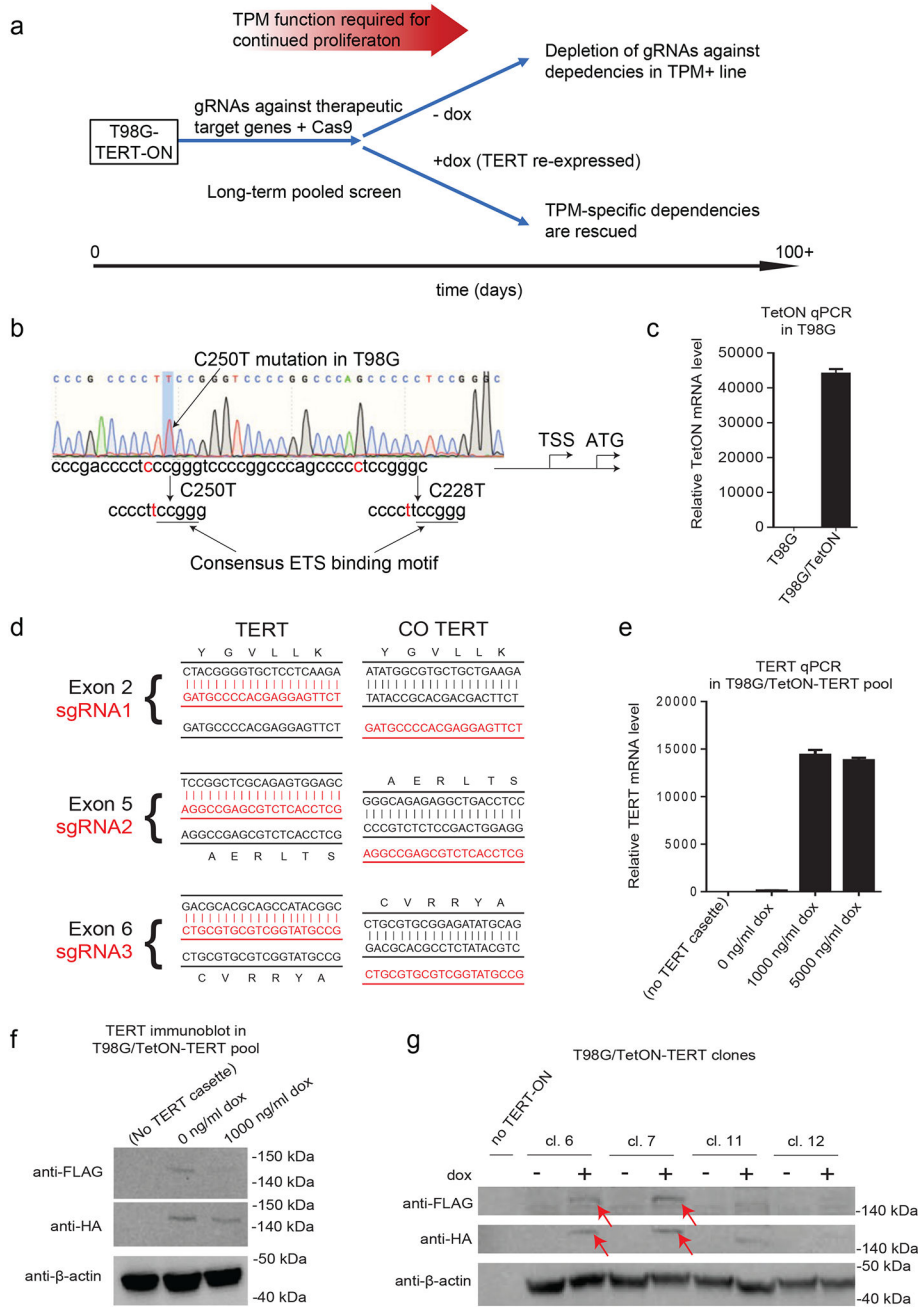 a
TPM function required for
continued proliferaton
Depletion of gRNAs against
depedencies in TPM+ line
gRNAs against therapeutic
target genes + Cas9
- dox
T98G-
TERT-ON
+dox (TERT re-expressed)
Long-term pooled screen
TPM-specific dependencies
are rescued
0
100+
time (days)
b
C250T mutation in T98G
C C C G C C C C T T C C G G G T C C C C G G C C C A G C C C C C T C C G G G C
cccgacccctcccgggtccccggcccagccccctccgggc
TSS
ATG
C250T
C228T
ccccttccggg
ccccttccggg
Consensus ETS binding motif
c
TetON qPCR
in T98G
Relative TetON mRNA level
50000
40000
30000
20000
10000
0
T98G
T98G/TetON
d
TERT
CO TERT
Exon 2
sgRNA1
Y G V L L K
CTACGGGGTGCTCCTCAAGA
GATGCCCCACGAGGAGTTCT
GATGCCCCACGAGGAGTTCT
Y G V L L K
ATATGGCGTGCTGCTGAAGA
TATACCGCACGACGACTTCT
GATGCCCCACGAGGAGTTCT
Exon 5
sgRNA2
TCCGGCTCGCAGAGTGGAGC
AGGCCGAGCGTCTCACCTCG
AGGCCGAGCGTCTCACCTCG
A E R L T S
A E R L T S
GGGCAGAGAGGCTGACCTCC
CCCGTCTCTCCGACTGGAGG
AGGCCGAGCGTCTCACCTCG
Exon 6
sgRNA3
GACGCACGCAGCCATACGGC
CTGCGTGCGTCGGTATGCCG
CTGCGTGCGTCGGTATGCCG
C V R R Y A
C V R R Y A
CTGCGTGCGGAGATATGCAG
GACGCACGCCTCTATACGTC
CTGCGTGCGTCGGTATGCCG
e
TERT qPCR
in T98G/TetON-TERT pool
Relative TERT mRNA level
20000
15000
10000
5000
0
(no TERT casette)
0 ng/ml dox
1000 ng/ml dox
5000 ng/ml dox
f
TERT immunoblot in
T98G/TetON-TERT pool
(No TERT casette)
0 ng/ml dox
1000 ng/ml dox
anti-FLAG
-150 kDa
-140 kDa
anti-HA
-150 kDa
-140 kDa
anti-β-actin
-50 kDa
-40 kDa
g
T98G/TetON-TERT clones
no TERT-ON
cl. 6
cl. 7
cl. 11
cl. 12
dox
- + - + - + - +
anti-FLAG
-140 kDa
anti-HA
-140 kDa
anti-β-actin
-50 kDa
-40 kDa